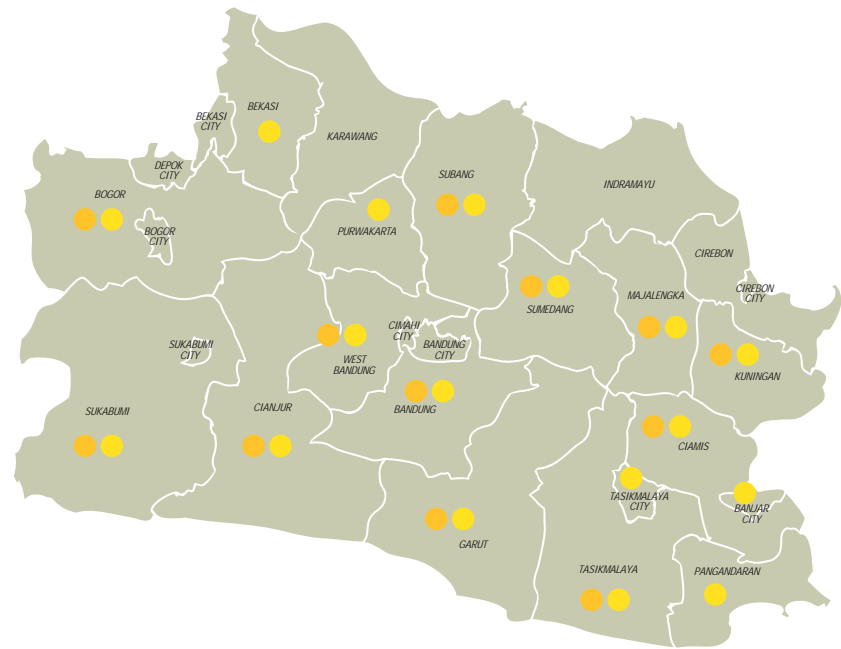 BEKASI
BEKASI
CITY
KARAWANG
DEPOK
CITY
SUBANG
INDRAMAYU
BOGOR
BOGOR
CITY
PURWAKARTA
CIREBON
CIREBON
CITY
MAJALENGKA
SUMEDANG
CIMAHI
CITY
SUKABUMI
CITY
BANDUNG
CITY
WEST
BANDUNG
KUNINGAN
SUKABUMI
CIANJUR
BANDUNG
CIAMIS
TASIKMALAYA
CITY
BANJAR
CITY
GARUT
TASIKMALAYA
PANGANDARAN